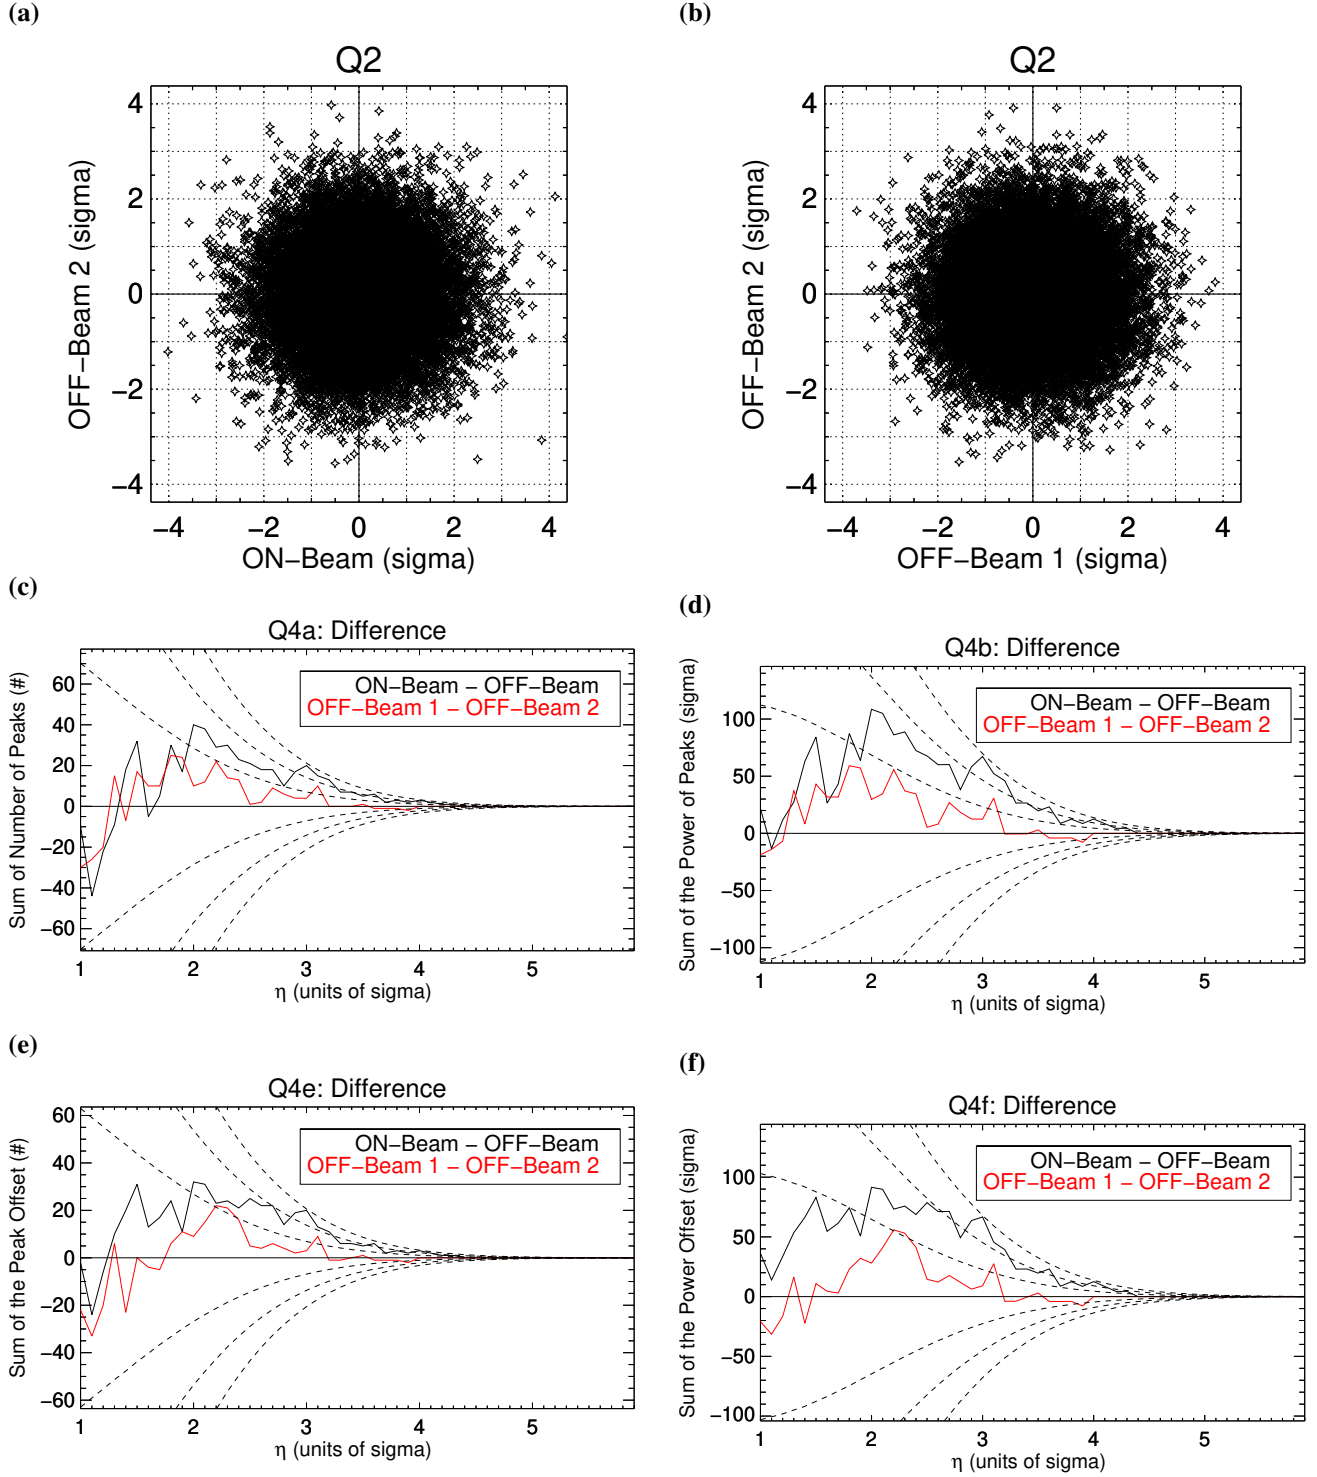 (a)
Q2
4
2
0
−2
−4
OFF−Beam 2 (sigma)
−4 −2 0 2 4
ON−Beam (sigma)
(b)
Q2
4
2
0
−2
−4
OFF−Beam 2 (sigma)
−4 −2 0 2 4
OFF−Beam 1 (sigma)
(c)
Q4a: Difference
ON−Beam − OFF−Beam
OFF−Beam 1 − OFF−Beam 2
60
40
20
0
−20
−40
−60
Sum of Number of Peaks (#)
1 2 3 4 5
η (units of sigma)
(d)
Q4b: Difference
ON−Beam − OFF−Beam
OFF−Beam 1 − OFF−Beam 2
100
50
0
−50
−100
Sum of the Power of Peaks (sigma)
1 2 3 4 5
η (units of sigma)
(e)
Q4e: Difference
ON−Beam − OFF−Beam
OFF−Beam 1 − OFF−Beam 2
60
40
20
0
−20
−40
−60
Sum of the Peak Offset (#)
1 2 3 4 5
η (units of sigma)
(f)
Q4f: Difference
ON−Beam − OFF−Beam
OFF−Beam 1 − OFF−Beam 2
100
50
0
−50
−100
Sum of the Power Offset (sigma)
1 2 3 4 5
η (units of sigma)